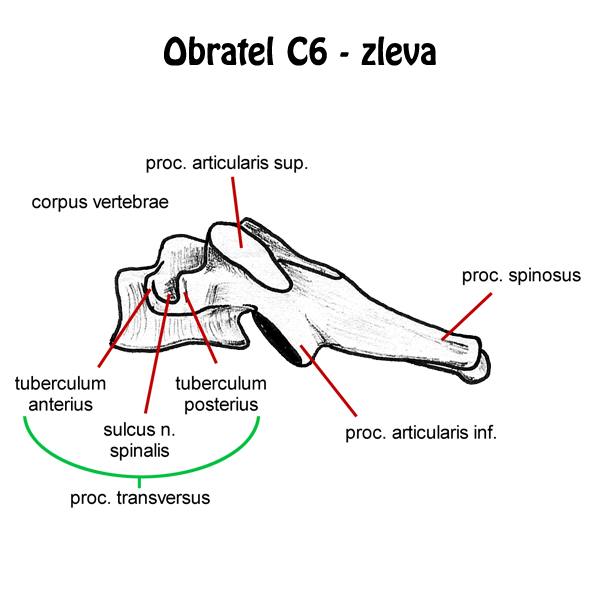 Obratel C6 - zleva
proc. articularis sup.
corpus vertebrae
proc. spinosus
tuberculum
anterius
tuberculum
posterius
sulcus n.
spinalis
proc. articularis inf.
proc. transversus